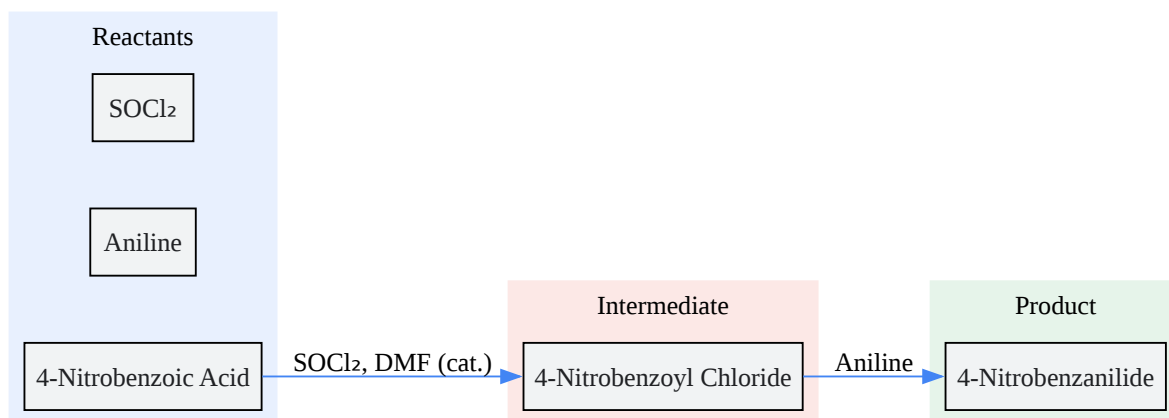 Reactants
SOCl₂
Aniline
4-Nitrobenzoic Acid
SOCl₂, DMF (cat.)
Intermediate
4-Nitrobenzoyl Chloride
Aniline
Product
4-Nitrobenzanilide